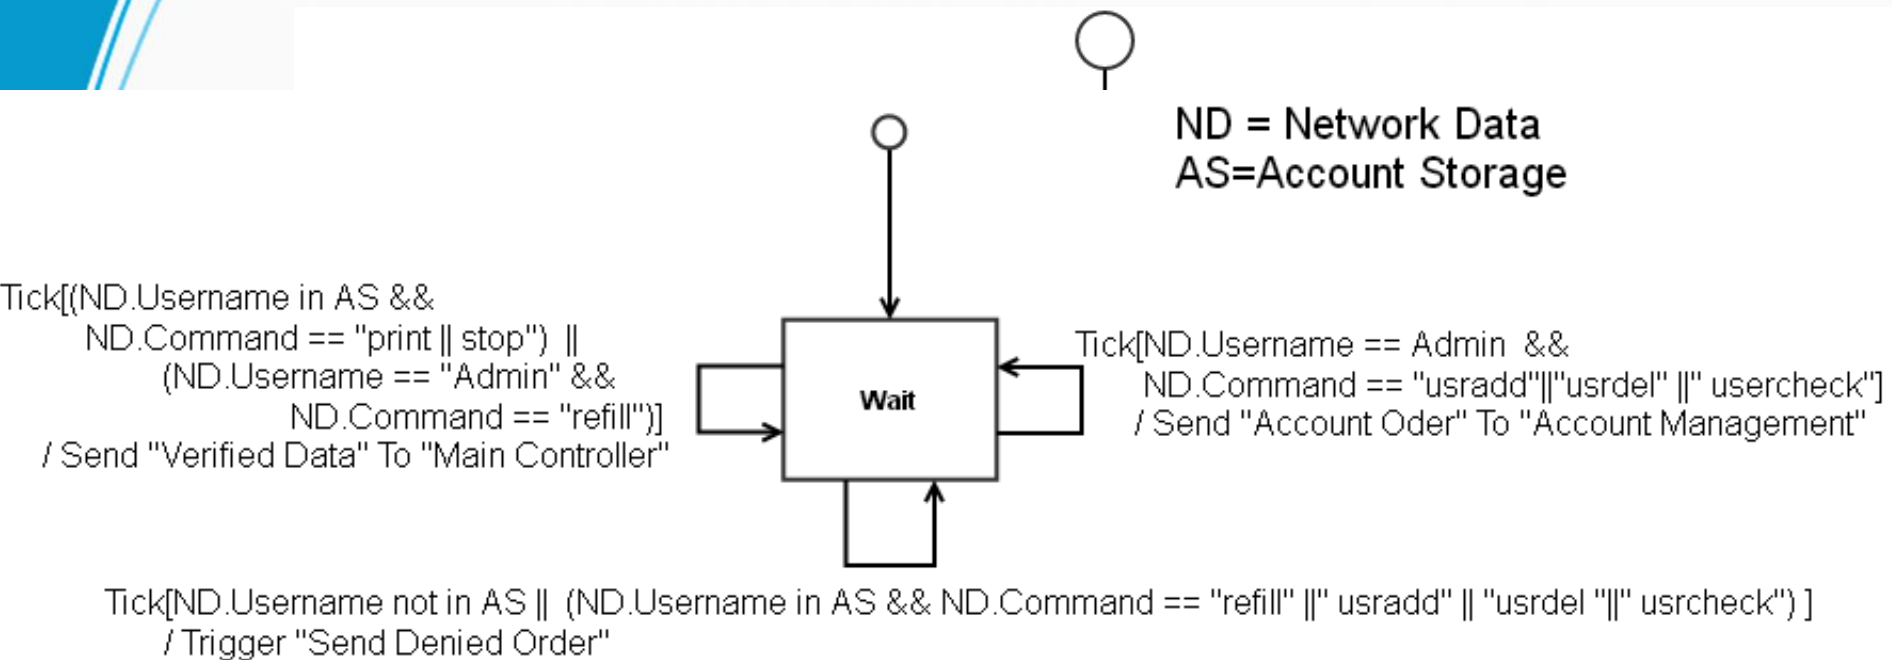 ND = Network Data
AS=Account Storage
Tick[(ND.Username in AS &&
ND.Command == "print || stop") ||
(ND.Username == "Admin" &&
ND.Command == "refill")]
/ Send "Verified Data" To "Main Controller"
Wait
Tick[ND.Username == Admin &&
ND.Command == "usradd"||"usrdel" ||" usercheck"]
/ Send "Account Oder" To "Account Management"
Tick[ND.Username not in AS || (ND.Username in AS && ND.Command == "refill" ||" usradd" || "usrdel "||" usrcheck") ]
/ Trigger "Send Denied Order"